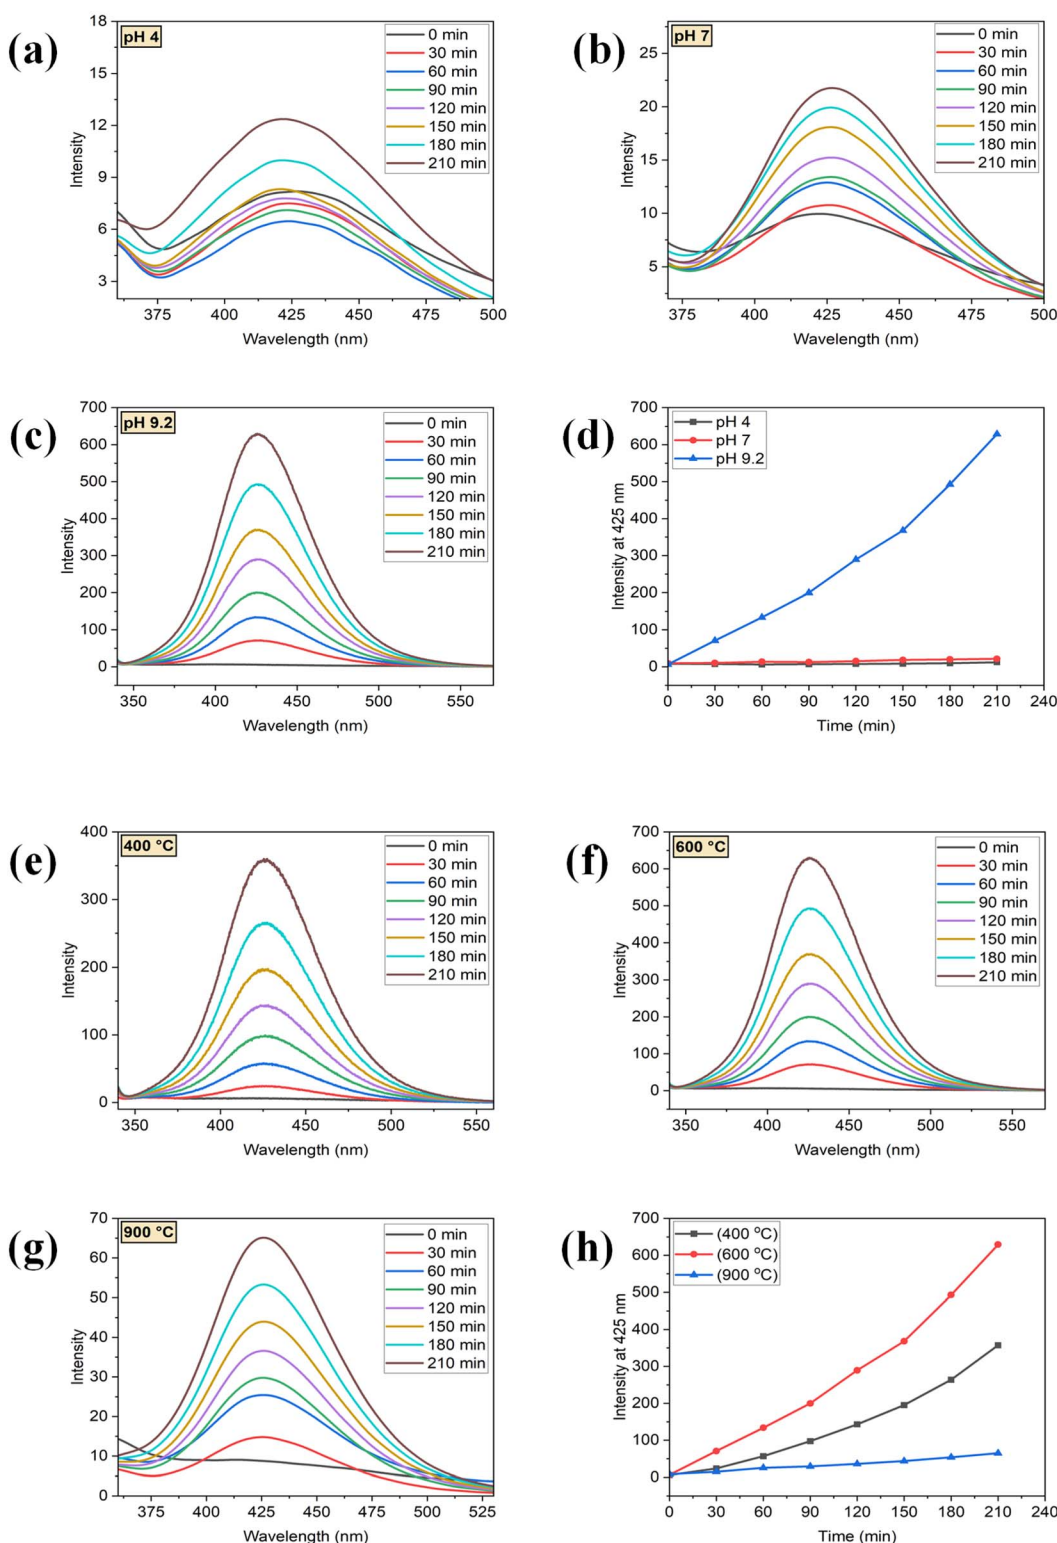 (a)
pH 4
0 min
30 min
60 min
90 min
120 min
150 min
180 min
210 min
18
15
12
9
6
3
Intensity
375 400 425 450 475 500
Wavelength (nm)
(b)
pH 7
0 min
30 min
60 min
90 min
120 min
150 min
180 min
210 min
25
20
15
10
5
Intensity
375 400 425 450 475 500
Wavelength (nm)
(c)
pH 9.2
0 min
30 min
60 min
90 min
120 min
150 min
180 min
210 min
700
600
500
400
300
200
100
0
Intensity
350 400 450 500 550
Wavelength (nm)
(d)
pH 4
pH 7
pH 9.2
700
600
500
400
300
200
100
0
Intensity at 425 nm
0 30 60 90 120 150 180 210 240
Time (min)
(e)
400 °C
0 min
30 min
60 min
90 min
120 min
150 min
180 min
210 min
400
300
200
100
0
Intensity
350 400 450 500 550
Wavelength (nm)
(f)
600 °C
0 min
30 min
60 min
90 min
120 min
150 min
180 min
210 min
700
600
500
400
300
200
100
0
Intensity
350 400 450 500 550
Wavelength (nm)
(g)
900 °C
0 min
30 min
60 min
90 min
120 min
150 min
180 min
210 min
70
60
50
40
30
20
10
0
Intensity
375 400 425 450 475 500 525
Wavelength (nm)
(h)
(400 °C)
(600 °C)
(900 °C)
700
600
500
400
300
200
100
0
Intensity at 425 nm
0 30 60 90 120 150 180 210 240
Time (min)